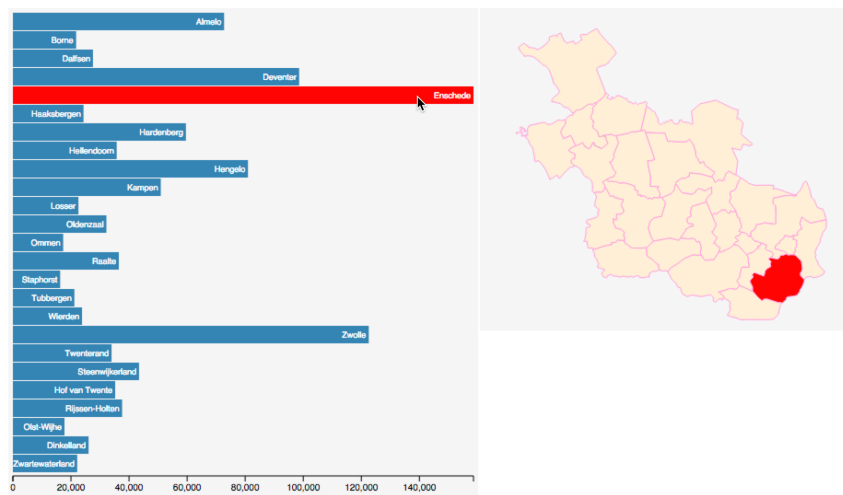 Almelo
Borne
Dalfsen
Deventer
Enschede
Haaksbergen
Hardenberg
Hellendoorn
Hengelo
Kampen
Losser
Oldenzaal
Ommen
Raalte
Staphorst
Tubbergen
Wierden
Zwolle
Twenterand
Steenwijkerland
Hof van Twente
Rijssen-Holten
Olst-Wijhe
Dinkelland
Zwartewaterland
0 20,000 40,000 60,000 80,000 100,000 120,000 140,000